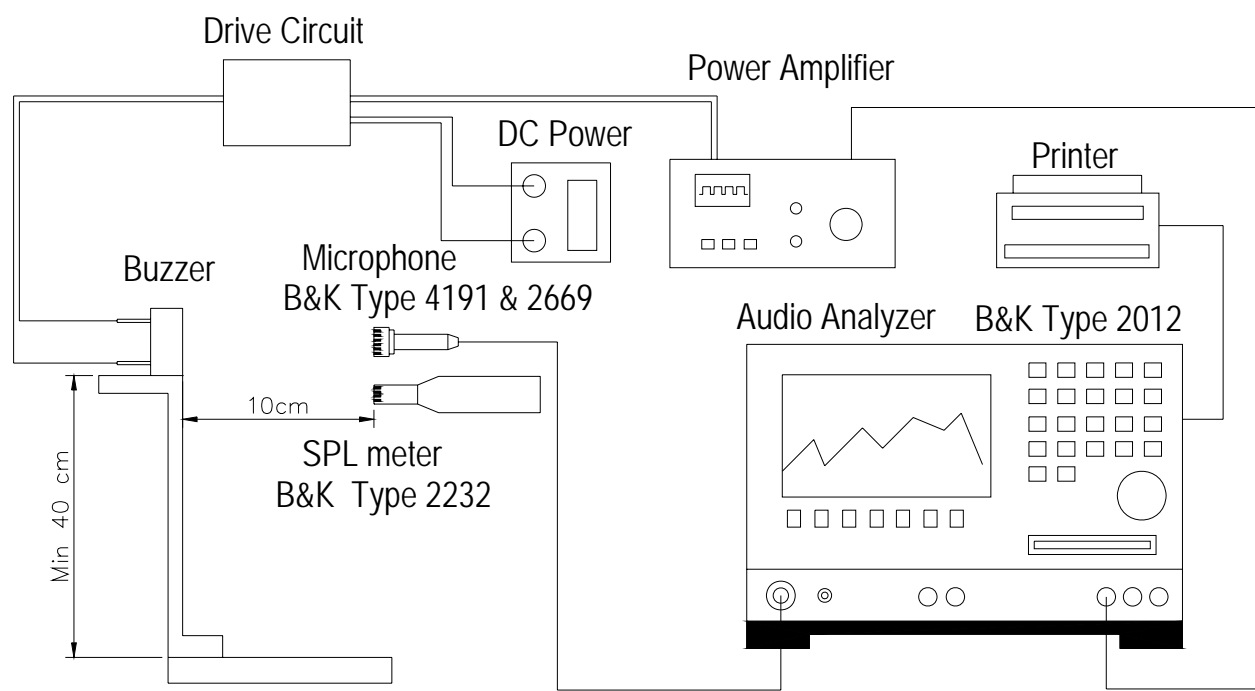 Drive Circuit
Power Amplifier
DC Power
Printer
Buzzer
Microphone
B&K Type 4191 & 2669
Audio Analyzer
B&K Type 2012
10cm
SPL meter
B&K Type 2232
Min 40 cm